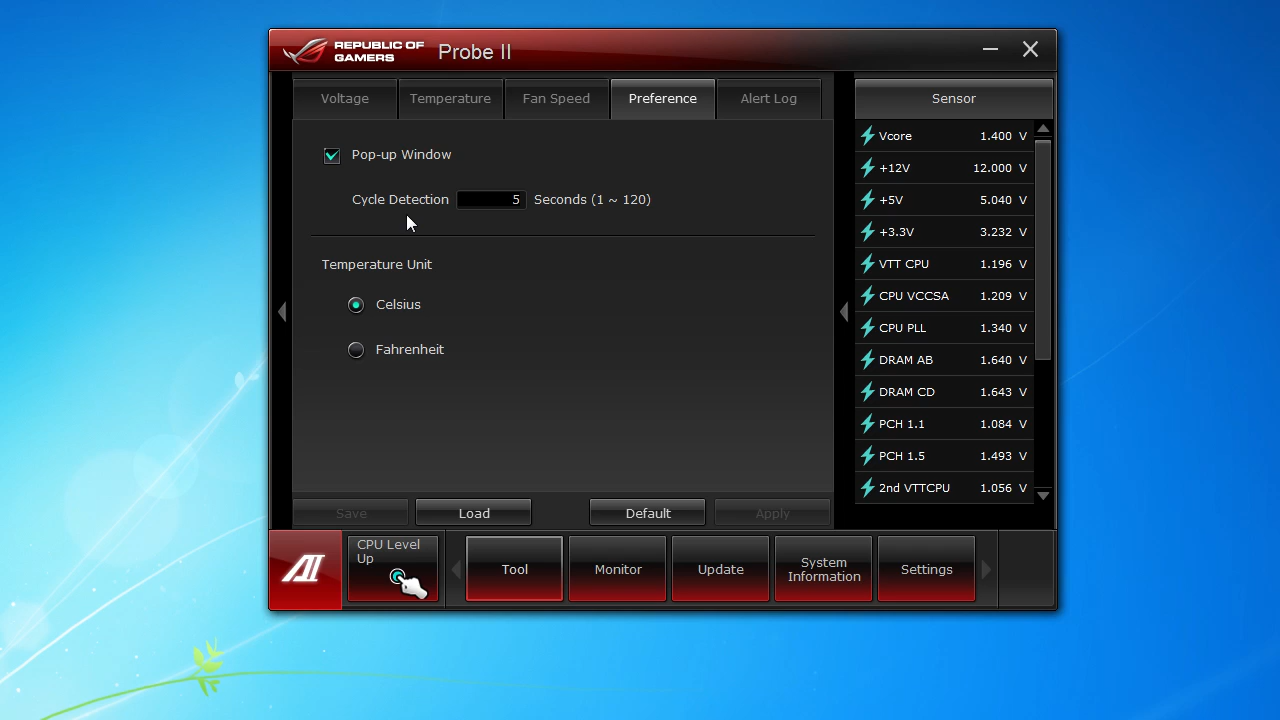 REPUBLIC OF
GAMERS
Probe II
Voltage
Temperature
Fan Speed
Preference
Alert Log
Sensor
Pop-up Window
Cycle Detection 5 Seconds (1 ~ 120)
Temperature Unit
Celsius
Fahrenheit
Vcore 1.400 V
+12V 12.000 V
+5V 5.040 V
+3.3V 3.232 V
VTT CPU 1.196 V
CPU VCCSA 1.209 V
CPU PLL 1.340 V
DRAM AB 1.640 V
DRAM CD 1.643 V
PCH 1.1 1.084 V
PCH 1.5 1.493 V
2nd VTTCPU 1.056 V
Save
Load
Default
Apply
CPU Level
Up
Tool
Monitor
Update
System
Information
Settings